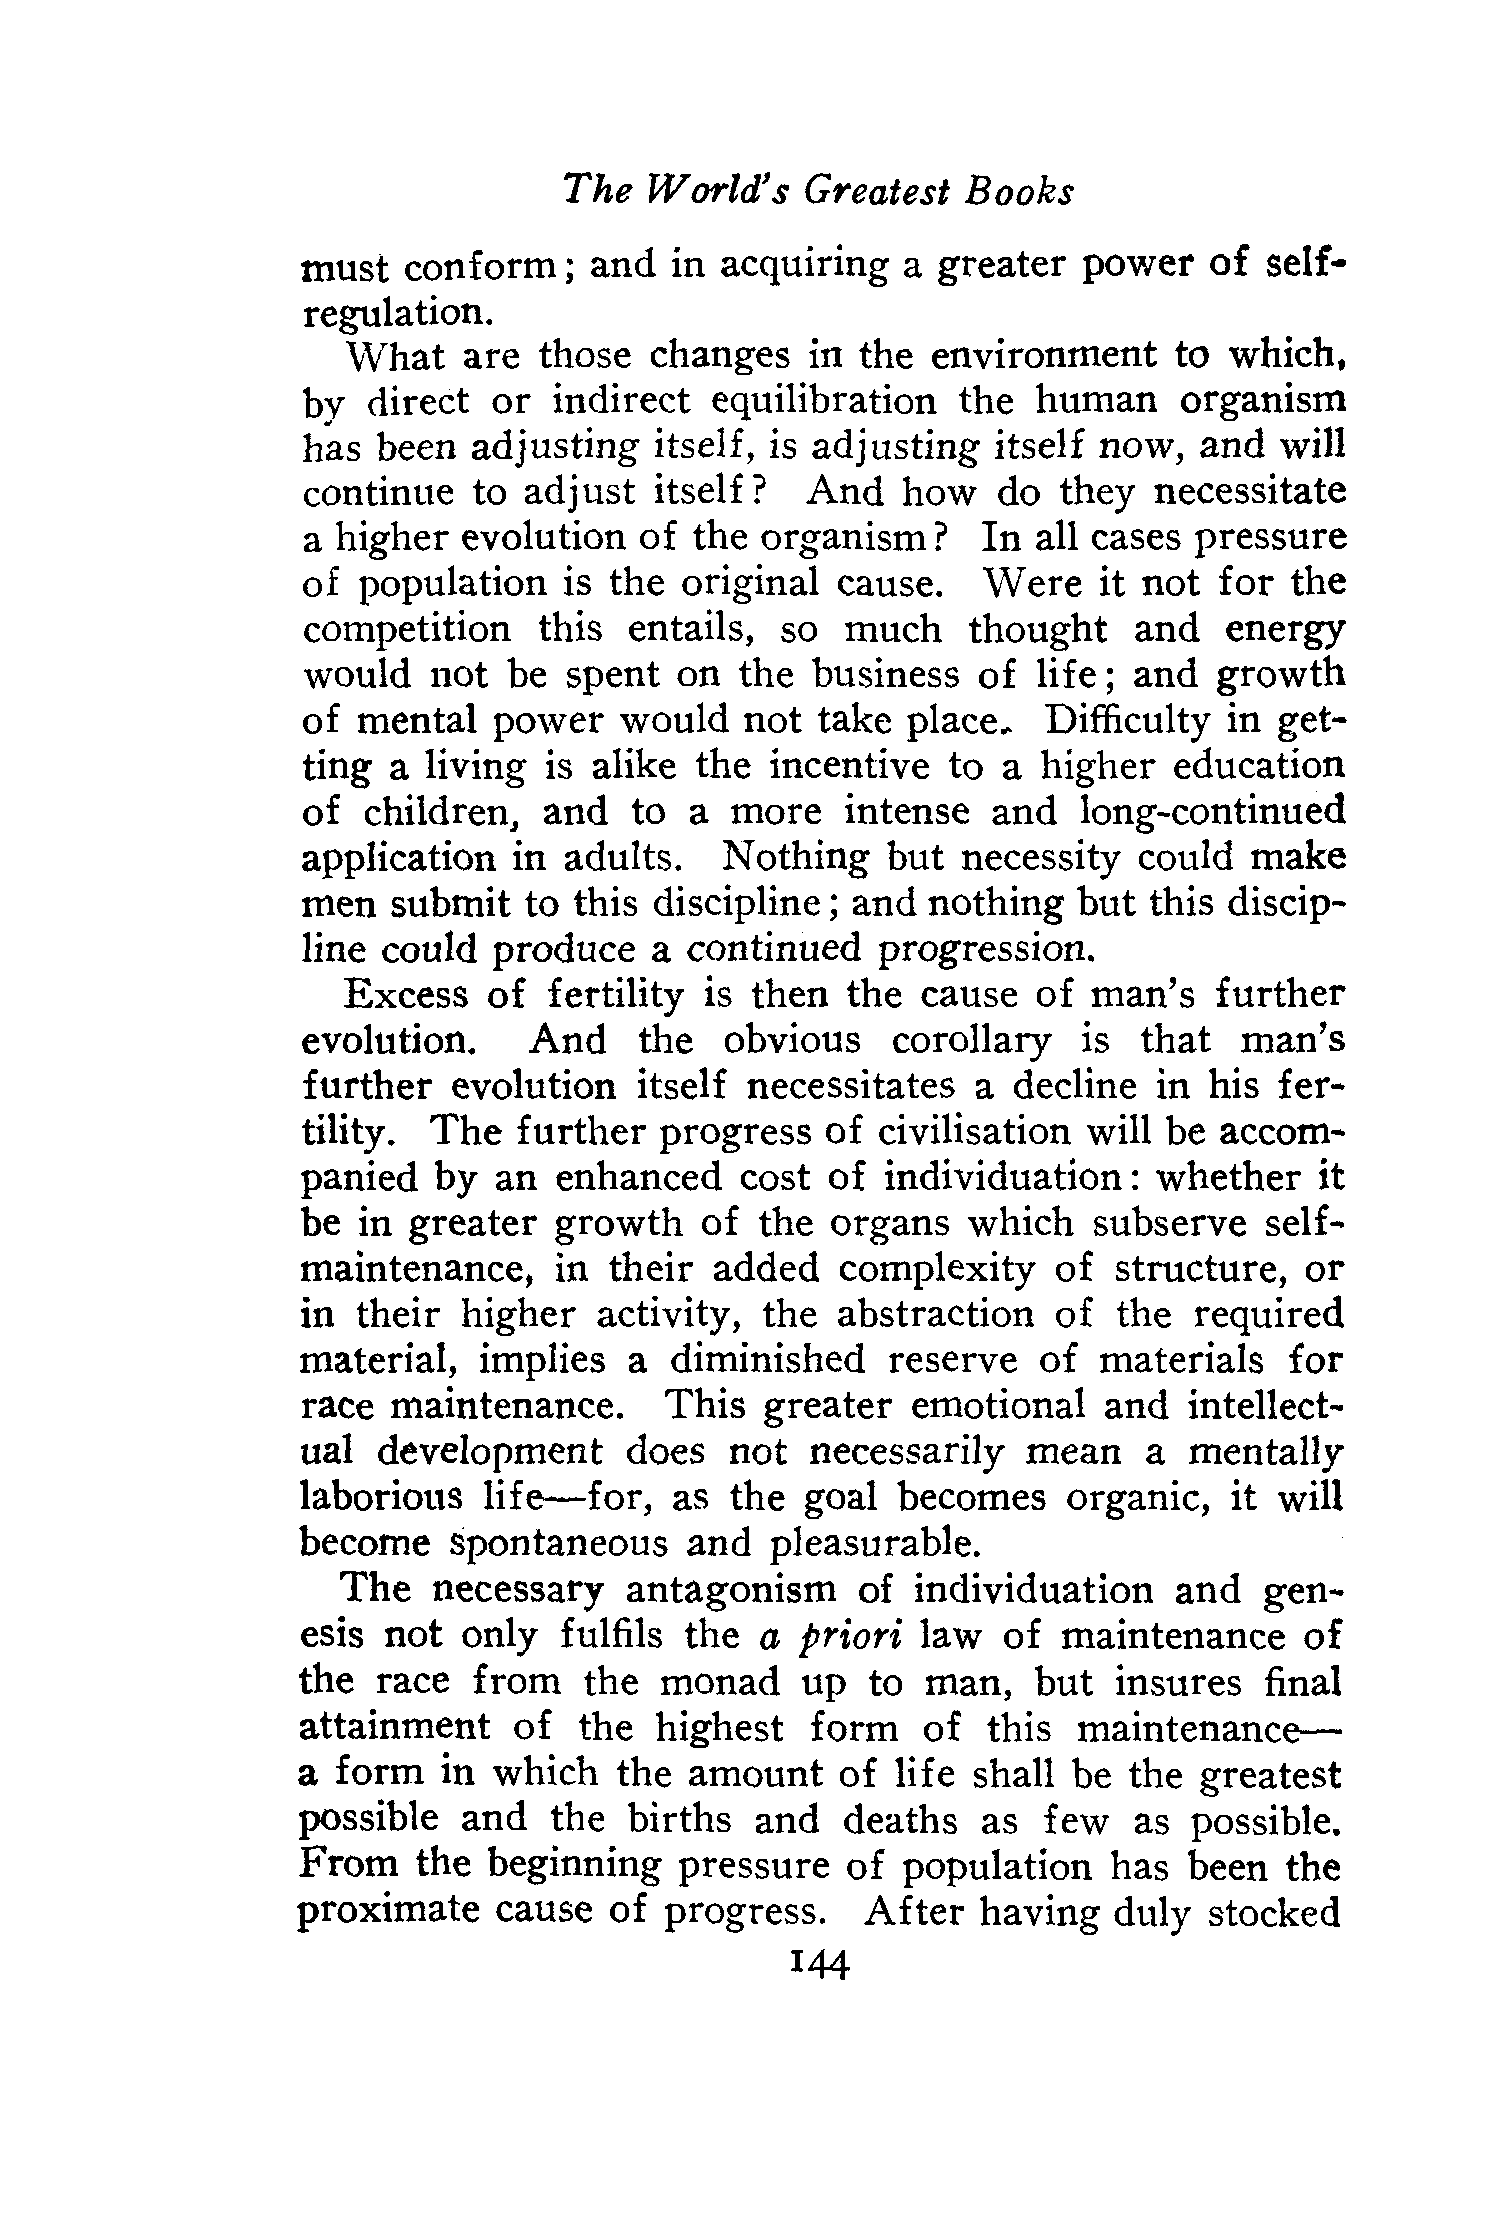 The World's Greatest Books
must conform; and in acquiring a greater power of self-
regulation.
What are those changes in the environment to which,
by direct or indirect equilibration the human organism
has been adjusting itself, is adjusting itself now, and will
continue to adjust itself? And how do they necessitate
a higher evolution of the organism? In all cases pressure
of population is the original cause. Were it not for the
competition this entails, so much thought and energy
would not be spent on the business of life; and growth
of mental power would not take place. Difficulty in get-
ting a living is alike the incentive to a higher education
of children, and to a more intense and long-continued
application in adults. Nothing but necessity could make
men submit to this discipline; and nothing but this discip-
line could produce a continued progression.
Excess of fertility is then the cause of man's further
evolution. And the obvious corollary is that man's
further evolution itself necessitates a decline in his fer-
tility. The further progress of civilisation will be accom-
panied by an enhanced cost of individuation: whether it
be in greater growth of the organs which subserve self-
maintenance, in their added complexity of structure, or
in their higher activity, the abstraction of the required
material, implies a diminished reserve of materials for
race maintenance. This greater emotional and intellect-
ual development does not necessarily mean a mentally
laborious life—for, as the goal becomes organic, it will
become spontaneous and pleasurable.
The necessary antagonism of individuation and gen-
esis not only fulfils the a priori law of maintenance of
the race from the monad up to man, but insures final
attainment of the highest form of this maintenance—
a form in which the amount of life shall be the greatest
possible and the births and deaths as few as possible.
From the beginning pressure of population has been the
proximate cause of progress. After having duly stocked
144